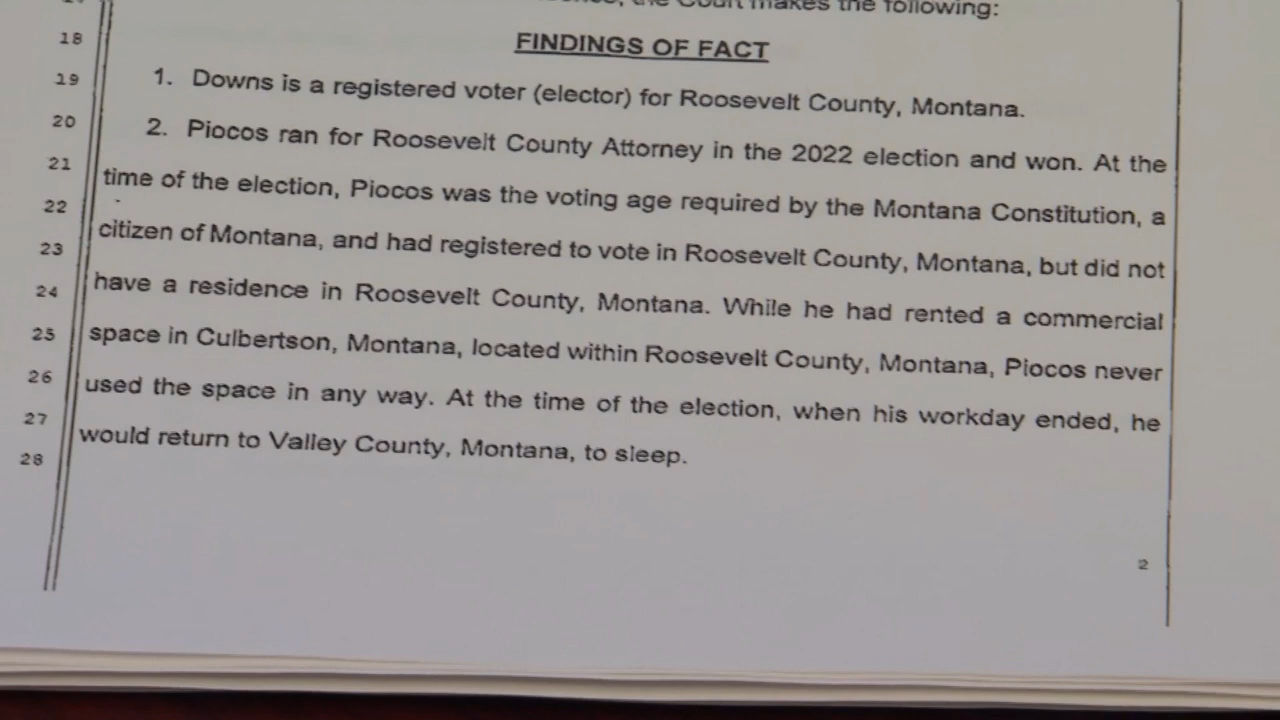 the Court makes the following:
18 FINDINGS OF FACT
19 1. Downs is a registered voter (elector) for Roosevelt County, Montana.
20 2. Piocos ran for Roosevelt County Attorney in the 2022 election and won. At the
21 time of the election, Piocos was the voting age required by the Montana Constitution, a
22
23 citizen of Montana, and had registered to vote in Roosevelt County, Montana, but did not
24 have a residence in Roosevelt County, Montana. While he had rented a commercial
25 space in Culbertson, Montana, located within Roosevelt County, Montana, Piocos never
26 used the space in any way. At the time of the election, when his workday ended, he
27 would return to Valley County, Montana, to sleep.
28
2